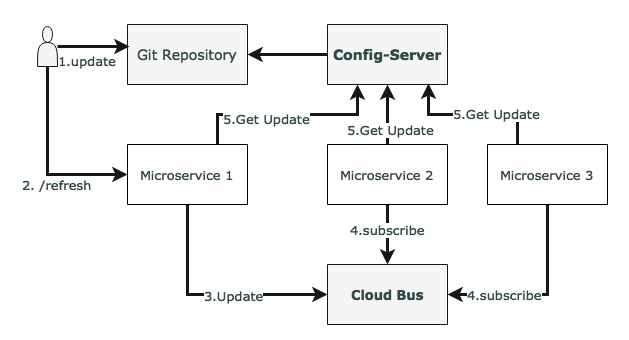 Git Repository
Config-Server
1.update
5.Get Update
5.Get Update
5.Get Update
2. /refresh
Microservice 1
Microservice 2
Microservice 3
4.subscribe
3.Update
Cloud Bus
4.subscribe